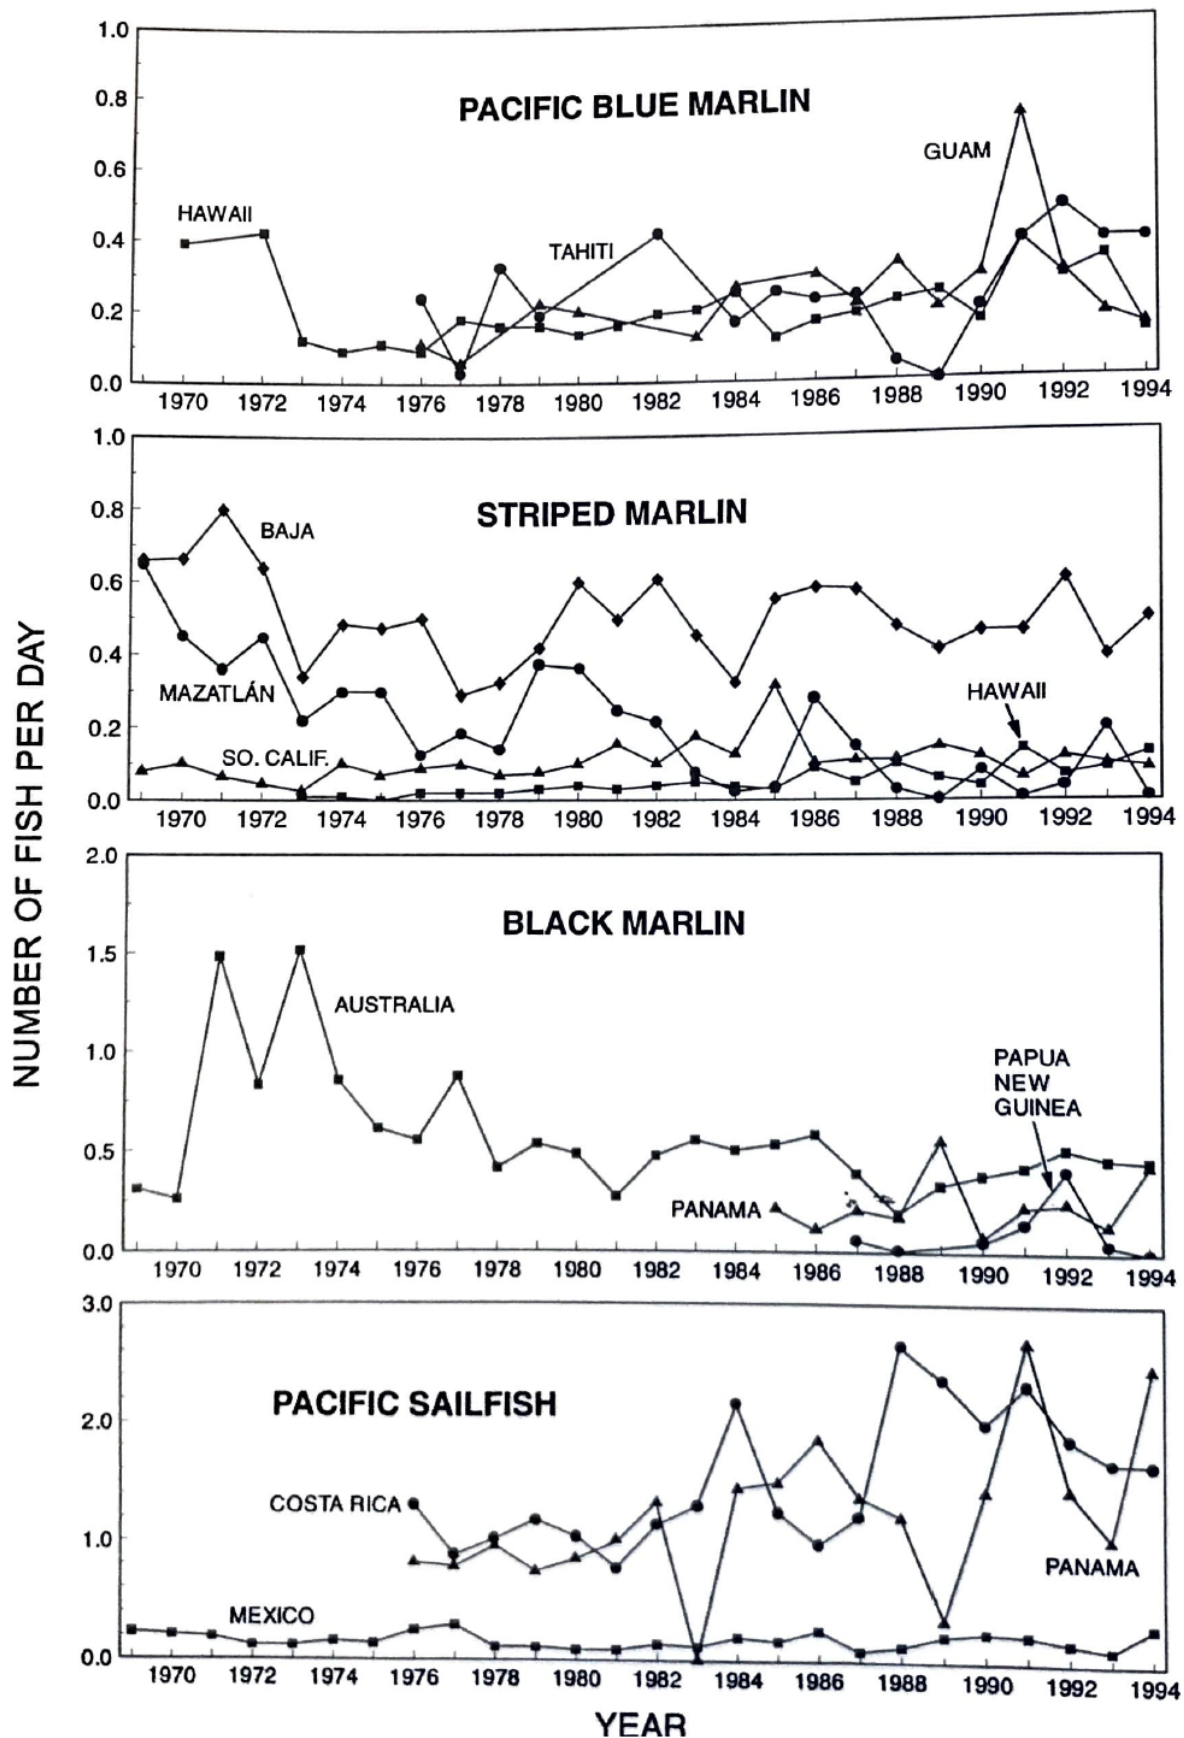 NUMBER OF FISH PER DAY
1.0
PACIFIC BLUE MARLIN
0.8
GUAM
0.6
HAWAII
0.4
TAHITI
0.2
0.0
1970 1972 1974 1976 1978 1980 1982 1984 1986 1988 1990 1992 1994
1.0
STRIPED MARLIN
0.8
BAJA
0.6
0.4
MAZATLÁN
HAWAII
0.2
SO. CALIF.
0.0
1970 1972 1974 1976 1978 1980 1982 1984 1986 1988 1990 1992 1994
2.0
BLACK MARLIN
1.5
AUSTRALIA
1.0
PAPUA
NEW
GUINEA
0.5
PANAMA
0.0
1970 1972 1974 1976 1978 1980 1982 1984 1986 1988 1990 1992 1994
3.0
PACIFIC SAILFISH
2.0
COSTA RICA
1.0
PANAMA
MEXICO
0.0
1970 1972 1974 1976 1978 1980 1982 1984 1986 1988 1990 1992 1994
YEAR